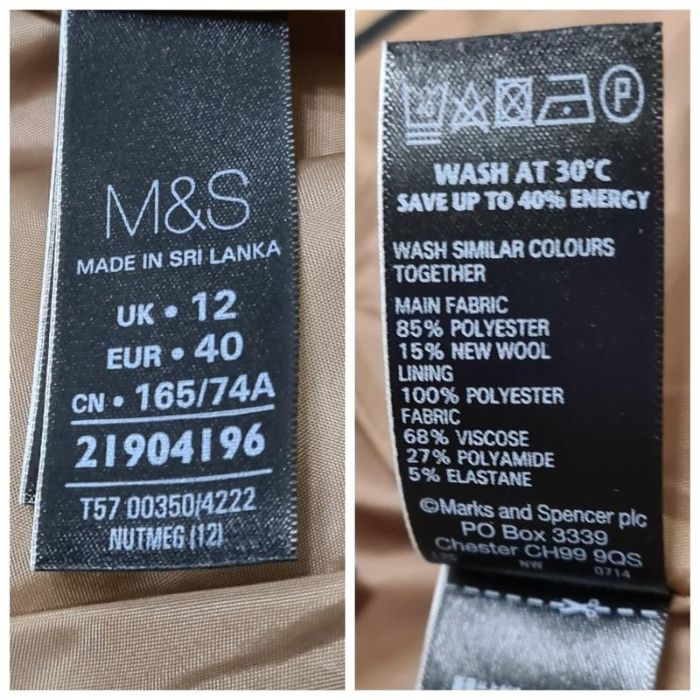 M&S
MADE IN SRI LANKA
UK • 12
EUR • 40
CN • 165/74A
21904196
T57 00350/4222
NUTMEG (12)
P
WASH AT 30°C
SAVE UP TO 40% ENERGY
WASH SIMILAR COLOURS
TOGETHER
MAIN FABRIC
85% POLYESTER
15% NEW WOOL
LINING
100% POLYESTER
FABRIC
68% VISCOSE
27% POLYAMIDE
5% ELASTANE
©Marks and Spencer plc
PO Box 3339
Chester CH99 9QS
NW 0714